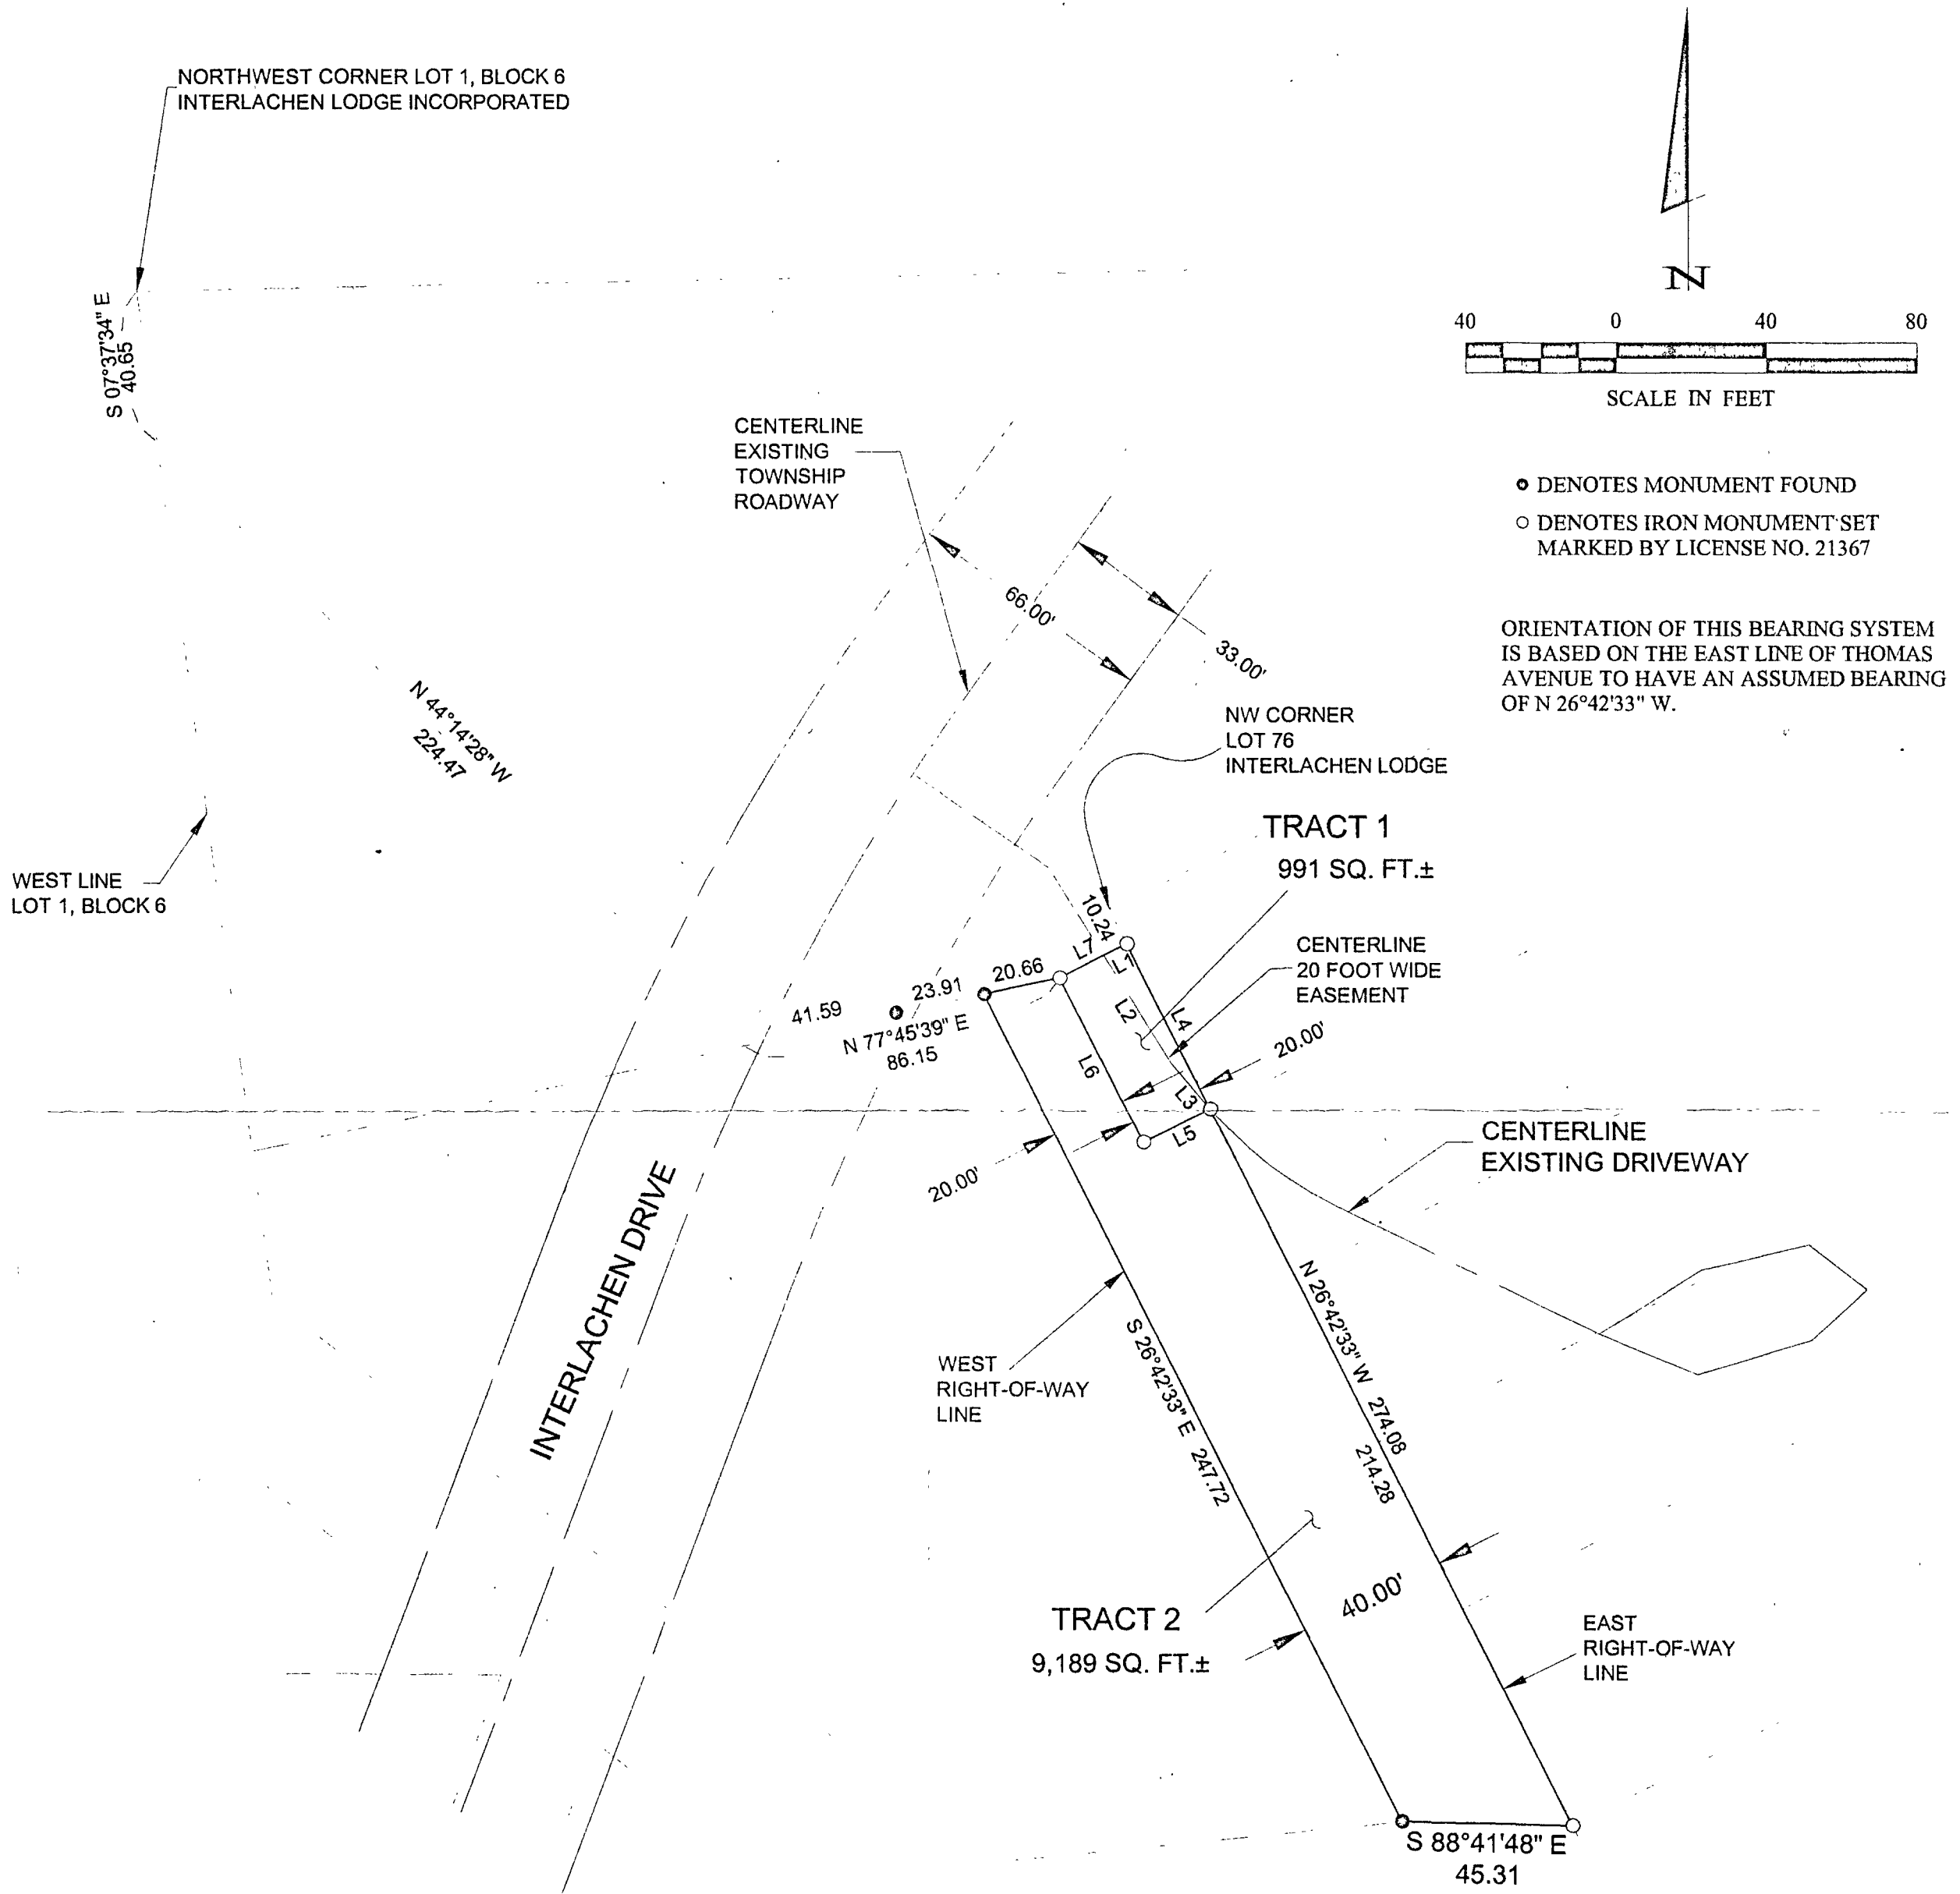 NORTHWEST CORNER LOT 1, BLOCK 6
INTERLACHEN LODGE INCORPORATED
S 07°37'34" E
40.65
N
40 0 40 80
SCALE IN FEET
CENTERLINE
EXISTING
TOWNSHIP
ROADWAY
DENOTES MONUMENT FOUND
DENOTES IRON MONUMENT SET
MARKED BY LICENSE NO. 21367
66.00'
33.00'
ORIENTATION OF THIS BEARING SYSTEM
IS BASED ON THE EAST LINE OF THOMAS
AVENUE TO HAVE AN ASSUMED BEARING
OF N 26°42'33" W.
N 44°14'28" W
224.47
NW CORNER
LOT 76
INTERLACHEN LODGE
TRACT 1
991 SQ. FT.±
WEST LINE
LOT 1, BLOCK 6
10.24
L7
L1
CENTERLINE
20 FOOT WIDE
EASEMENT
20.66
23.91
41.59
N 77°45'39" E
86.15
L2
L4
20.00'
L6
L3
L5
20.00'
CENTERLINE
EXISTING DRIVEWAY
INTERLACHEN DRIVE
WEST
RIGHT-OF-WAY
LINE
S 26°42'33" E 247.72
N 26°42'33" W 274.08
214.28
40.00'
TRACT 2
9,189 SQ. FT.±
EAST
RIGHT-OF-WAY
LINE
S 88°41'48" E
45.31